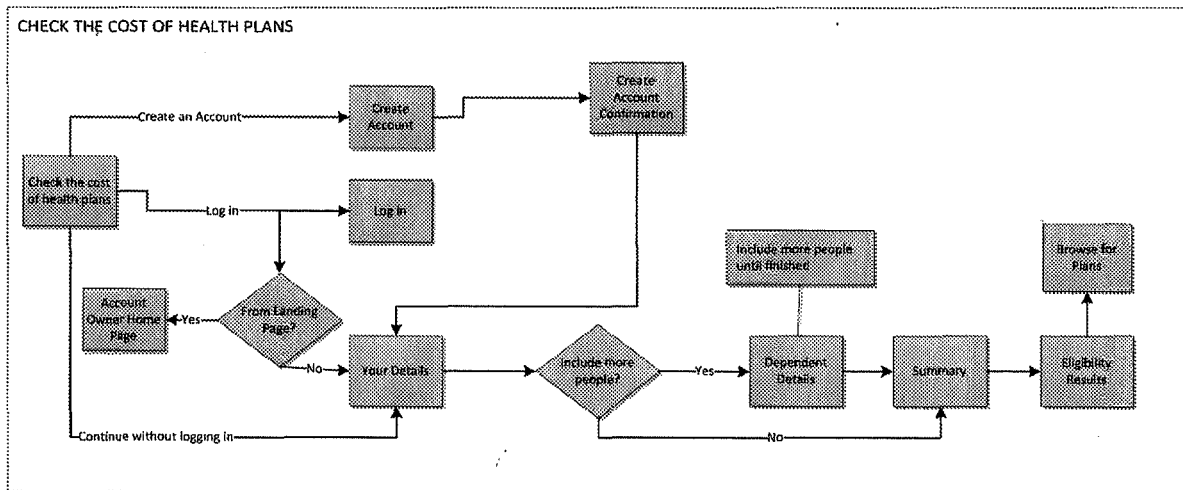 CHECK THE COST OF HEALTH PLANS
Create
Account
Confirmation
Create an Account
Create
Account
Check the cost
of health plans
Log in
Log In
Include more people
until finished
Browse for
Plans
Account
Owner Home
Page
Yes
From Landing
Page?
No
Your Details
Include more
people?
Yes
Dependent
Details
Summary
Eligibility
Results
Continue without logging in
No